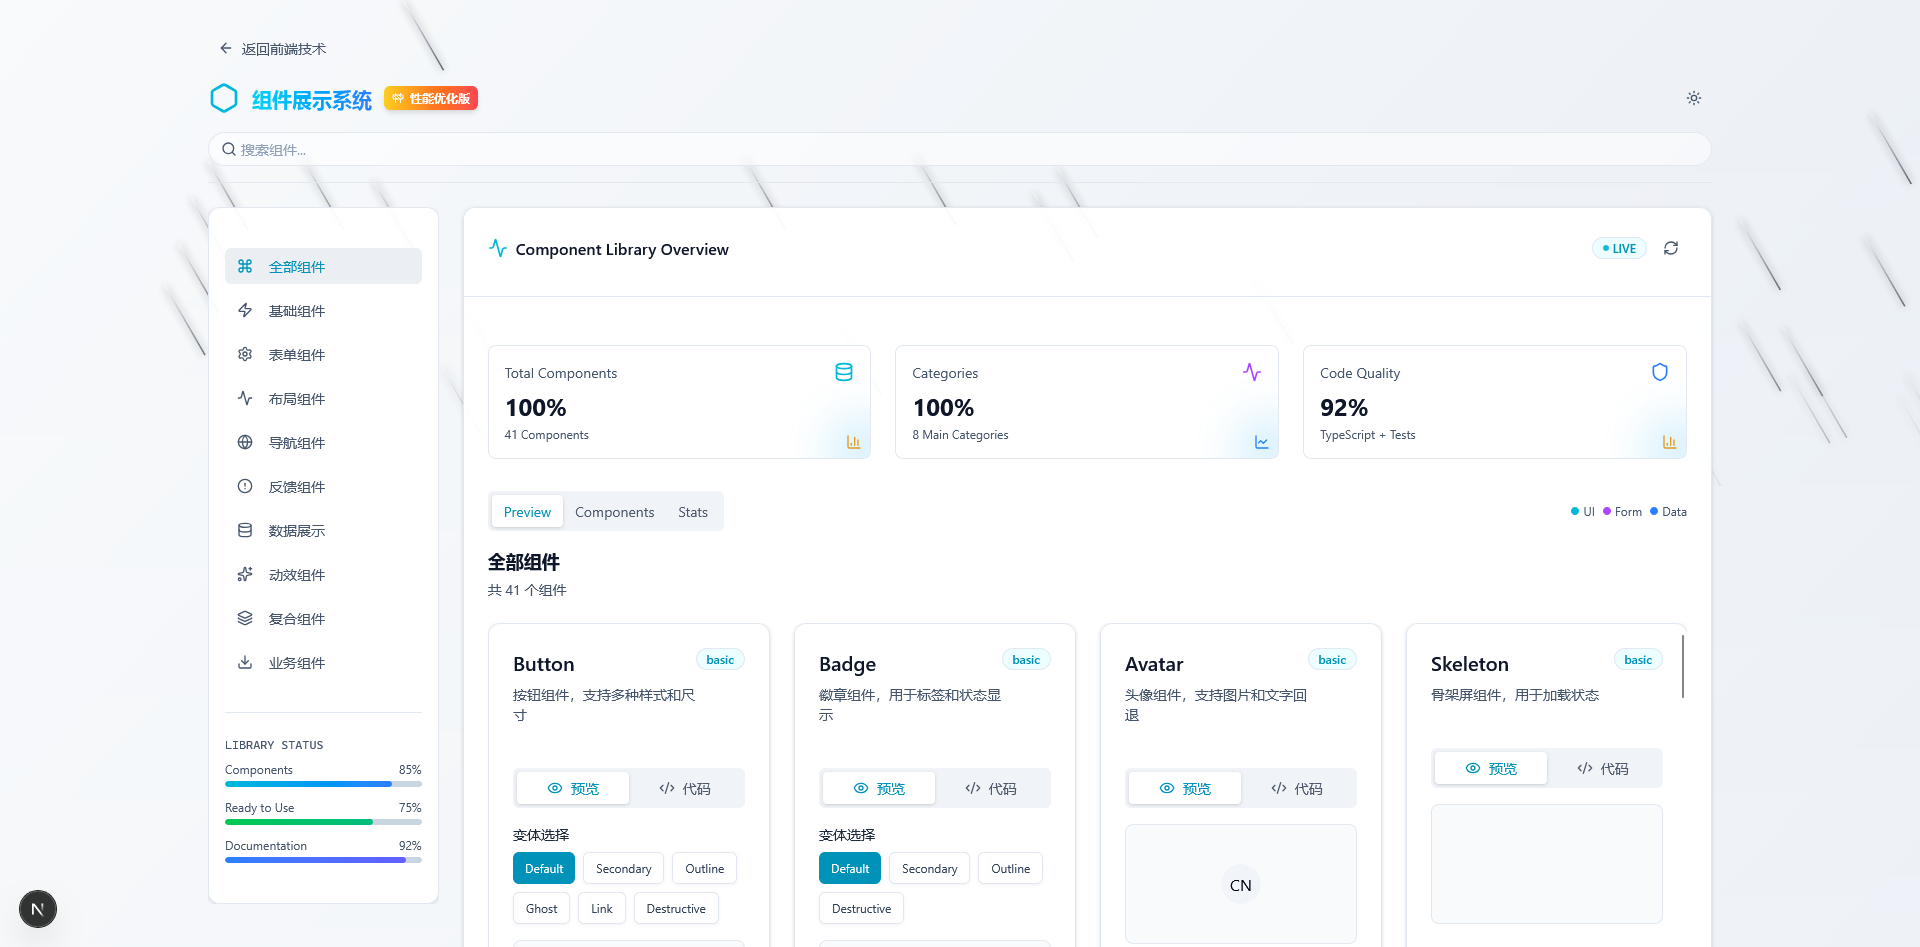 返回前端技术
组件展示系统
性能优化版
搜索组件...
全部组件
基础组件
表单组件
布局组件
导航组件
反馈组件
数据展示
动效组件
复合组件
业务组件
LIBRARY STATUS
Components 85%
Ready to Use 75%
Documentation 92%
N
Component Library Overview
LIVE
Total Components
100%
41 Components
Categories
100%
8 Main Categories
Code Quality
92%
TypeScript + Tests
Preview Components Stats
UI Form Data
全部组件
共 41 个组件
Button
basic
按钮组件，支持多种样式和尺
寸
预览 代码
变体选择
Default Secondary Outline
Ghost Link Destructive
Badge
basic
徽章组件，用于标签和状态显
示
预览 代码
变体选择
Default Secondary Outline
Destructive
Avatar
basic
头像组件，支持图片和文字回
退
预览 代码
CN
Skeleton
basic
骨架屏组件，用于加载状态
预览 代码